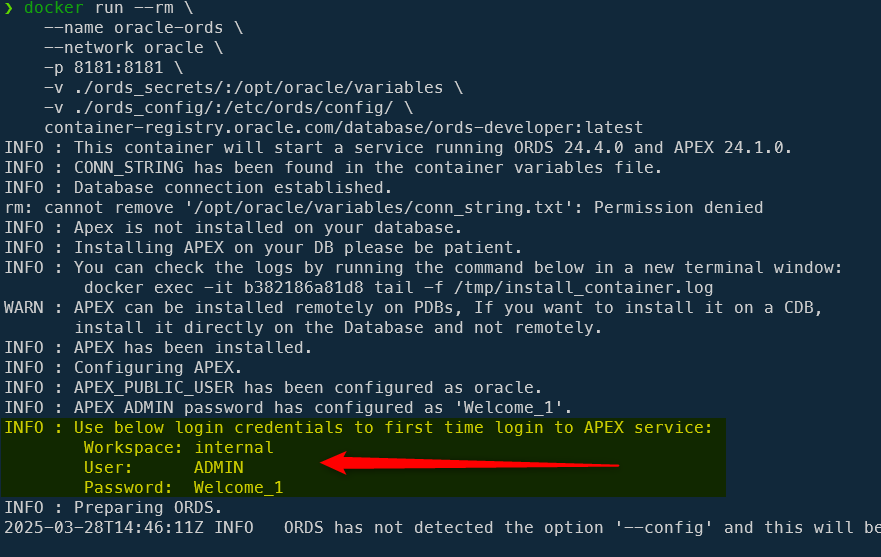 ❯ docker run --rm \
--name oracle-ords \
--network oracle \
-p 8181:8181 \
-v ./ords_secrets/:/opt/oracle/variables \
-v ./ords_config/:/etc/ords/config/ \
container-registry.oracle.com/database/ords-developer:latest
INFO : This container will start a service running ORDS 24.4.0 and APEX 24.1.0.
INFO : CONN_STRING has been found in the container variables file.
INFO : Database connection established.
rm: cannot remove '/opt/oracle/variables/conn_string.txt': Permission denied
INFO : Apex is not installed on your database.
INFO : Installing APEX on your DB please be patient.
INFO : You can check the logs by running the command below in a new terminal window:
docker exec -it b382186a81d8 tail -f /tmp/install_container.log
WARN : APEX can be installed remotely on PDBs, If you want to install it on a CDB,
install it directly on the Database and not remotely.
INFO : APEX has been installed.
INFO : Configuring APEX.
INFO : APEX_PUBLIC_USER has been configured as oracle.
INFO : APEX ADMIN password has configured as 'Welcome_1'.
INFO : Use below login credentials to first time login to APEX service:
Workspace: internal
User: ADMIN
Password: Welcome_1
INFO : Preparing ORDS.
2025-03-28T14:46:11Z INFO ORDS has not detected the option '--config' and this will be